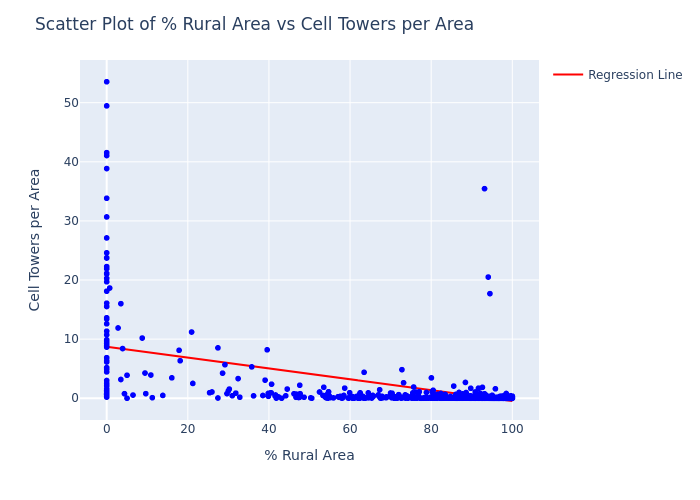 Scatter Plot of % Rural Area vs Cell Towers per Area
Regression Line
50
40
30
20
10
0
Cell Towers per Area
0 20 40 60 80 100
% Rural Area